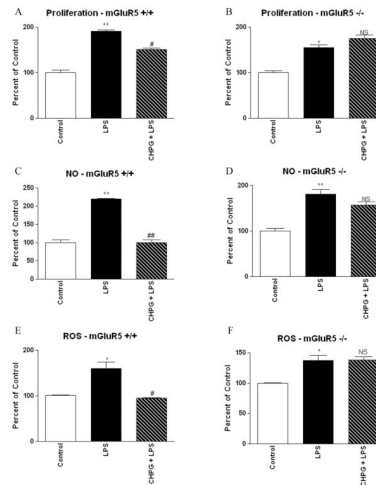 A
Proliferation - mGluR5 +/+
Percent of Control
200
100
0
**
#
Control
LPS
CHPG + LPS
B
Proliferation - mGluR5 -/-
Percent of Control
200
100
0
*
NS
Control
LPS
CHPG + LPS
C
NO - mGluR5 +/+
Percent of Control
250
200
150
100
50
0
**
##
Control
LPS
CHPG + LPS
D
NO - mGluR5 -/-
Percent of Control
200
100
0
**
NS
Control
LPS
CHPG + LPS
E
ROS - mGluR5 +/+
Percent of Control
200
100
0
*
#
Control
LPS
CHPG + LPS
F
ROS - mGluR5 -/-
Percent of Control
150
100
50
0
*
NS
Control
LPS
CHPG + LPS